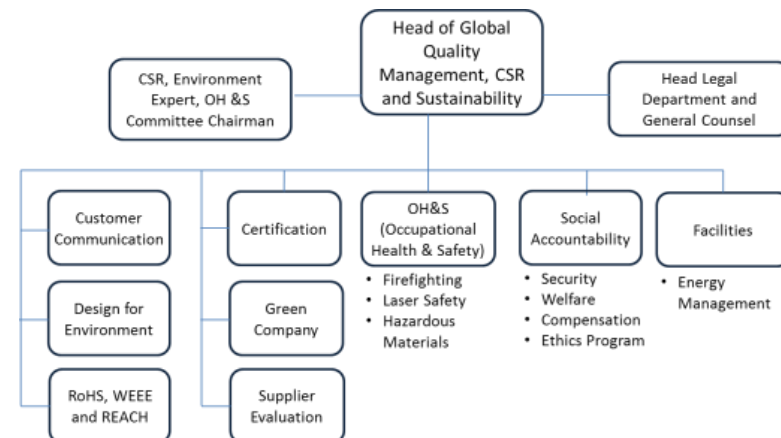 Head of Global
Quality
Management, CSR
and Sustainability
CSR, Environment
Expert, OH &S
Committee Chairman
Head Legal
Department and
General Counsel
Customer
Communication
Certification
OH&S
(Occupational
Health & Safety)
Social
Accountability
Facilities
• Firefighting
• Laser Safety
• Hazardous
Materials
• Security
• Welfare
• Compensation
• Ethics Program
• Energy
Management
Design for
Environment
Green
Company
RoHS, WEEE
and REACH
Supplier
Evaluation